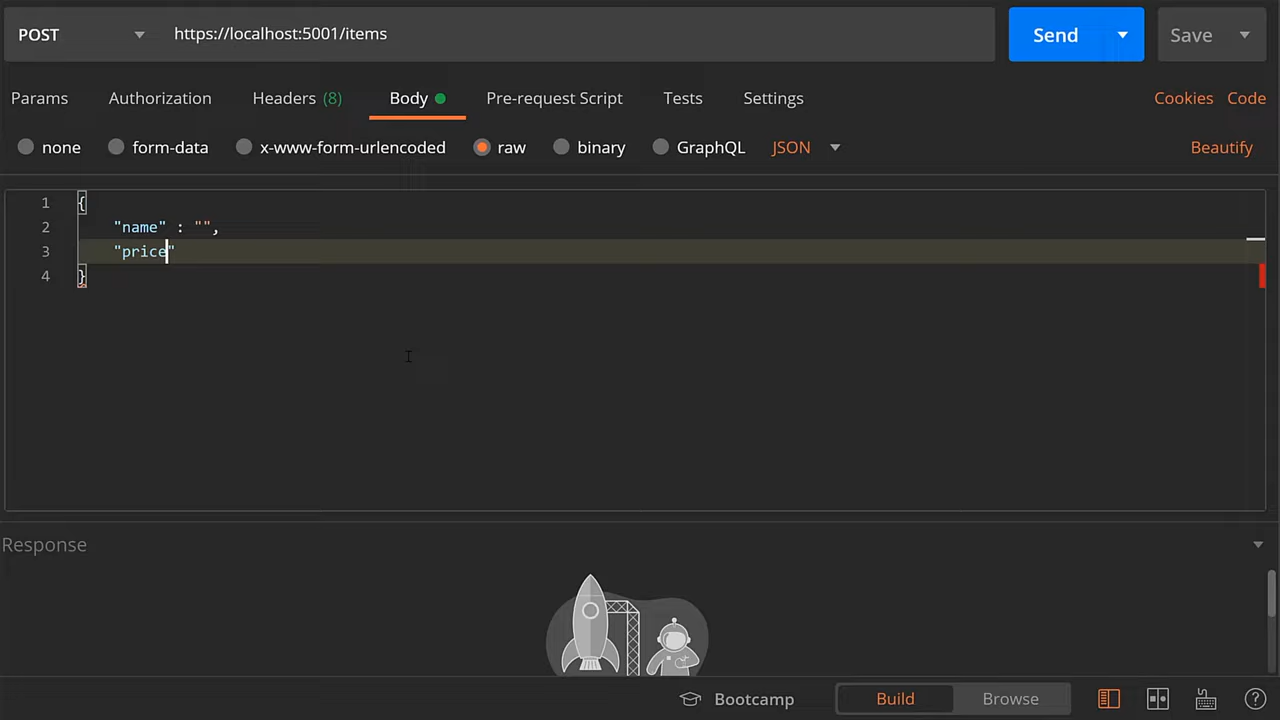 POST https://localhost:5001/items Send Save
Params Authorization Headers (8) Body Pre-request Script Tests Settings Cookies Code
none form-data x-www-form-urlencoded raw binary GraphQL JSON Beautify
1 {
2 "name" : "",
3 "price"
4 }
Response
Bootcamp Build Browse